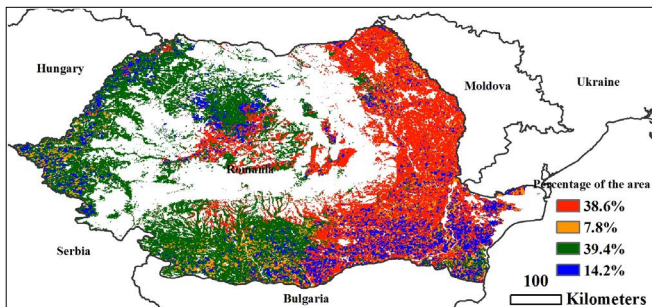 Hungary
Moldova
Ukraine
Romania
Percentage of the area
38.6%
7.8%
39.4%
14.2%
Serbia
Bulgaria
100
Kilometers